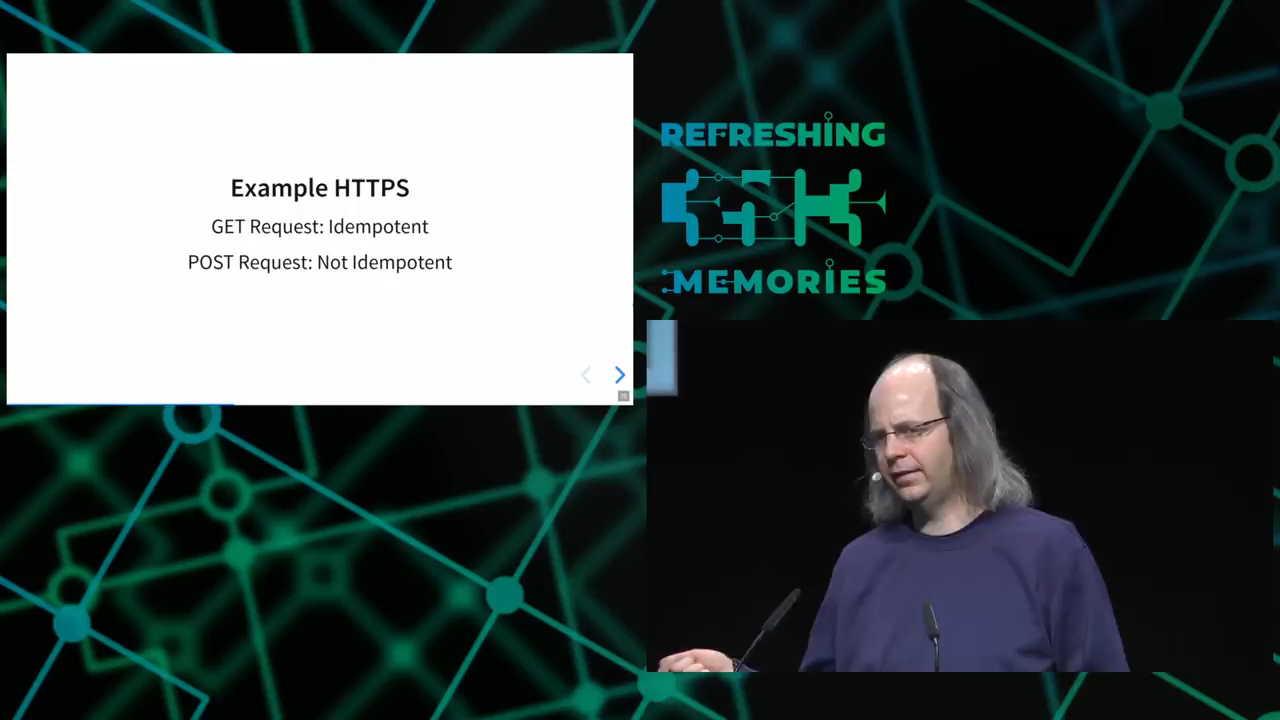 Example HTTPS
GET Request: Idempotent
POST Request: Not Idempotent
REFRESHING
MEMORIES